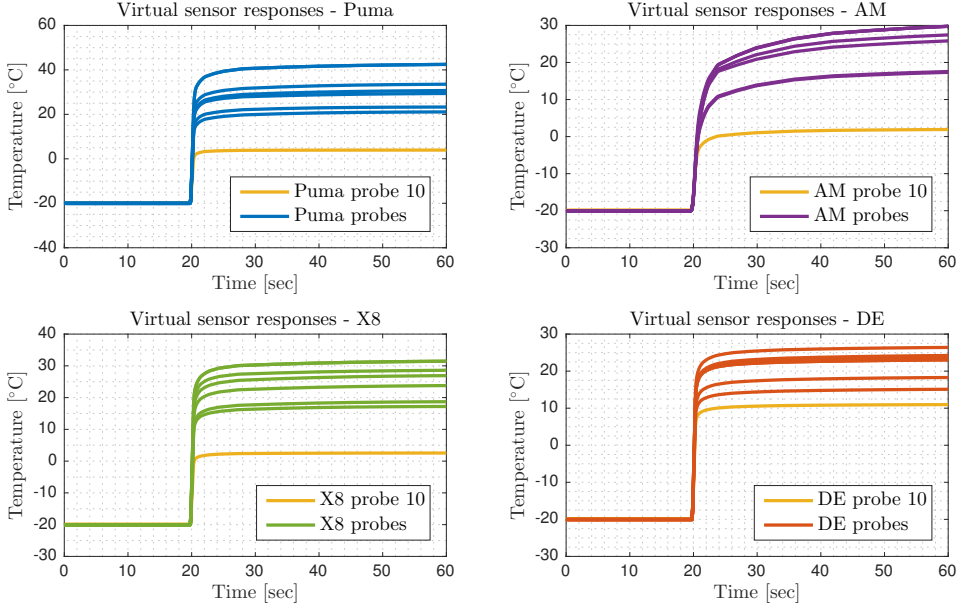 Virtual sensor responses - Puma
Temperature [°C]
60
40
20
0
-20
-40
Puma probe 10
Puma probes
0 10 20 30 40 50 60
Time [sec]
Virtual sensor responses - AM
Temperature [°C]
30
20
10
0
-10
-20
-30
AM probe 10
AM probes
0 10 20 30 40 50 60
Time [sec]
Virtual sensor responses - X8
Temperature [°C]
40
30
20
10
0
-10
-20
-30
X8 probe 10
X8 probes
0 10 20 30 40 50 60
Time [sec]
Virtual sensor responses - DE
Temperature [°C]
30
20
10
0
-10
-20
-30
DE probe 10
DE probes
0 10 20 30 40 50 60
Time [sec]